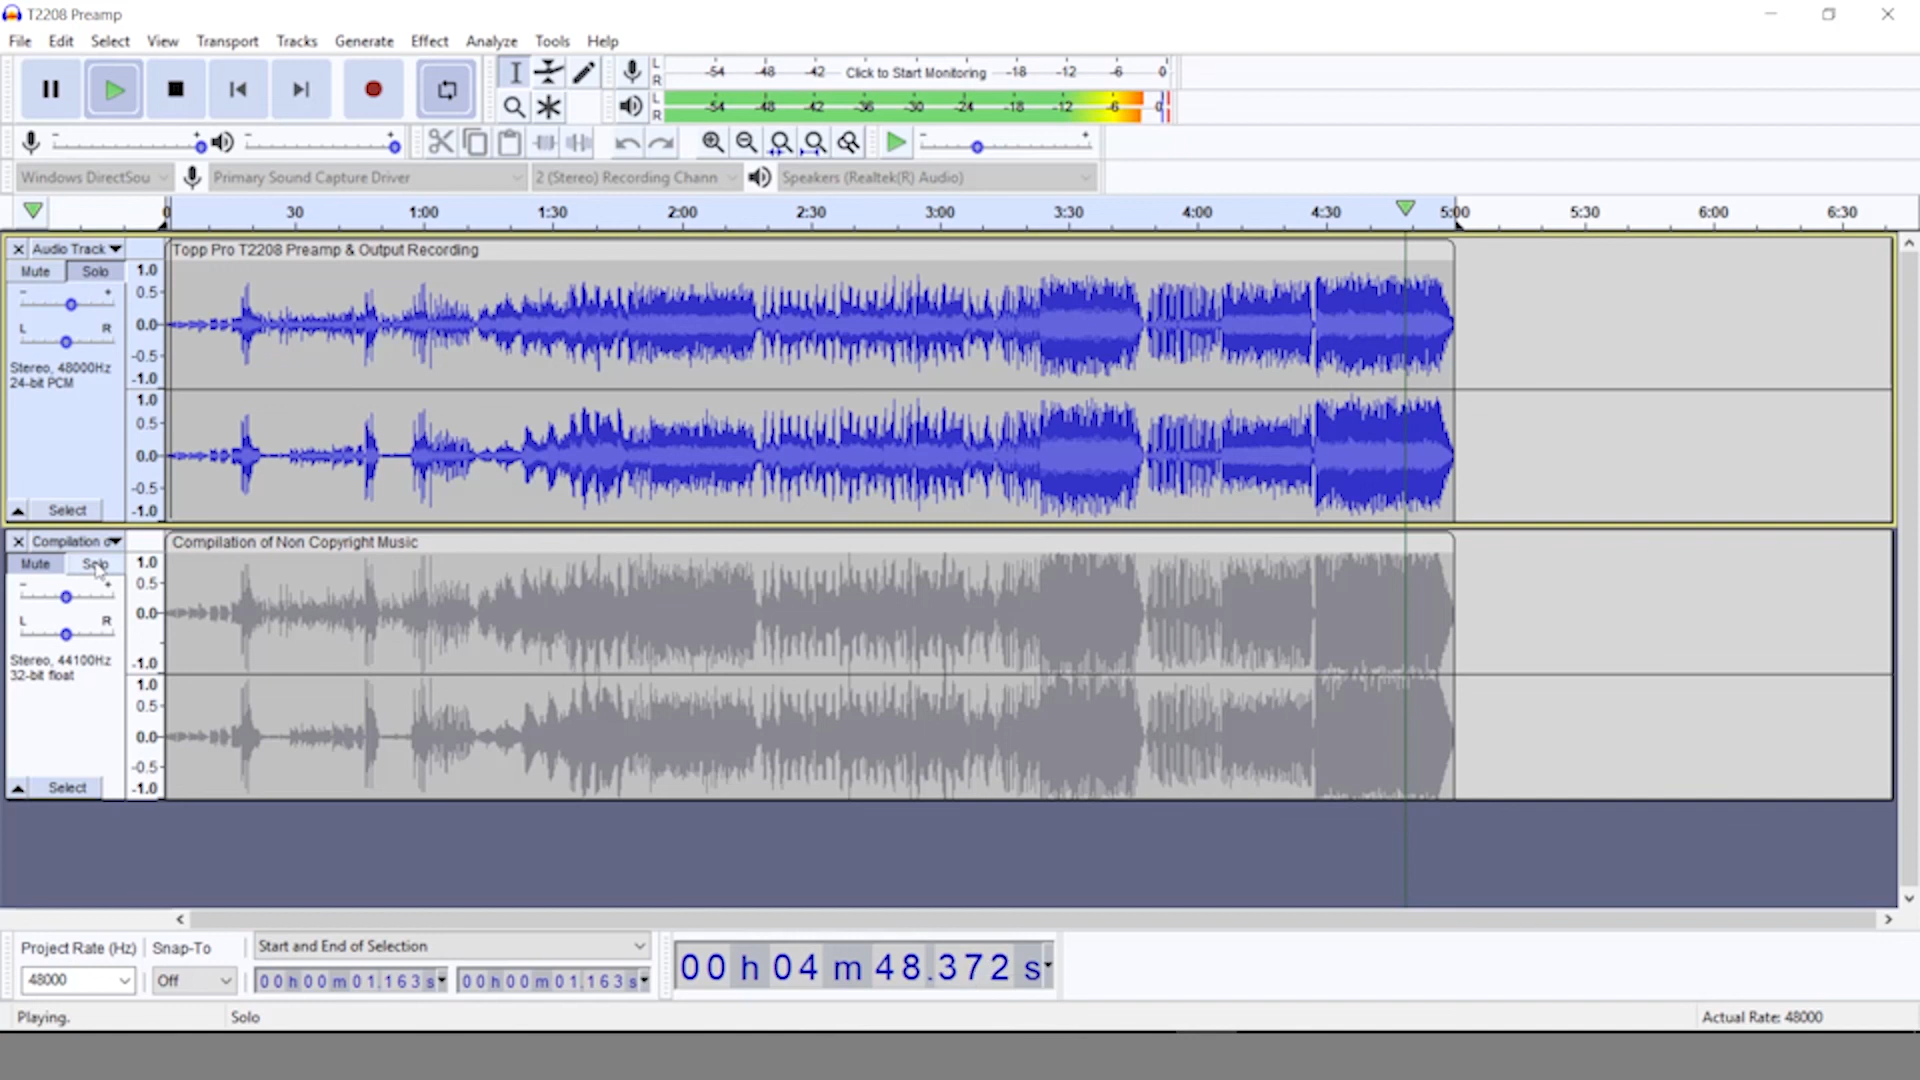 T2208 Preamp
File Edit Select View Transport Tracks Generate Effect Analyze Tools Help
L -54 -48 -42 Click to Start Monitoring -18 -12 -6 0
R
L -54 -48 -42 -36 -30 -24 -18 -12 -6 0
R
- + - + - +
Windows DirectSou Primary Sound Capture Driver 2 (Stereo) Recording Chann Speakers (Realtek(R) Audio)
0 30 1:00 1:30 2:00 2:30 3:00 3:30 4:00 4:30 5:00 5:30 6:00 6:30
Audio Track Topp Pro T2208 Preamp & Output Recording
Mute Solo 1.0
- + 0.5
L R 0.0
-0.5
Stereo, 48000Hz
24-bit PCM -1.0
1.0
0.5
0.0
-0.5
Select -1.0
Compilation Compilation of Non Copyright Music
Mute Solo 1.0
- + 0.5
L R 0.0
Stereo, 44100Hz -1.0
32-bit float 1.0
0.5
0.0
-0.5
Select -1.0
Project Rate (Hz) Snap-To Start and End of Selection
48000 Off 00 h 00 m 01.163 s 00 h 00 m 01.163 s 00 h 04 m 48.372 s
Playing. Solo Actual Rate: 48000